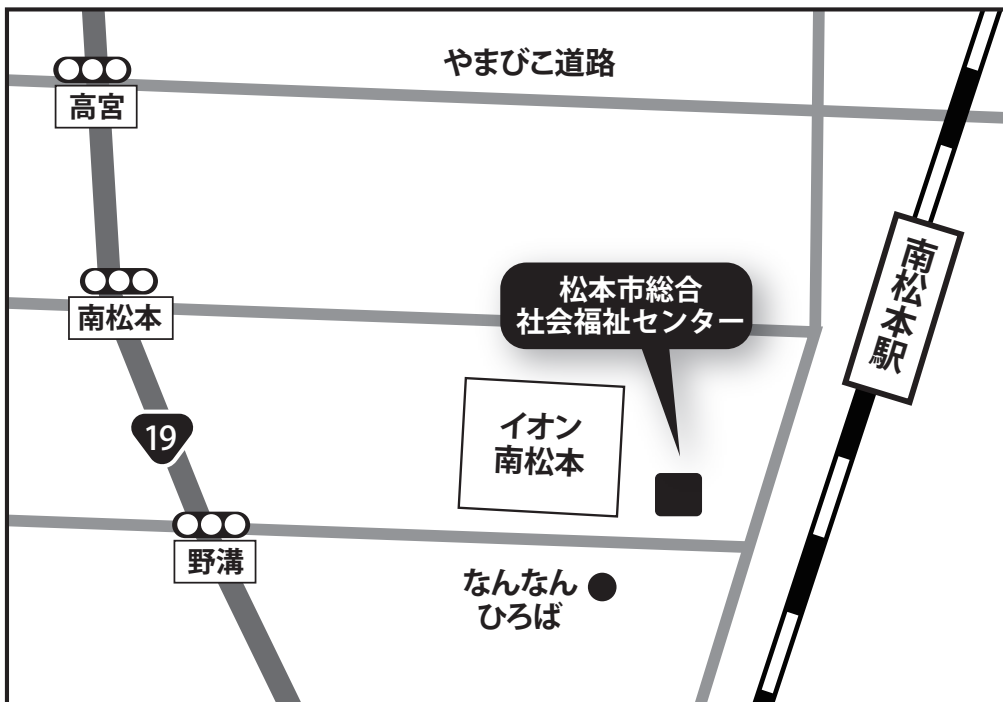 やまびこ道路
高宮
南松本駅
松本市総合
社会福祉センター
南松本
イオン
南松本
19
野溝
なんなん
ひろば